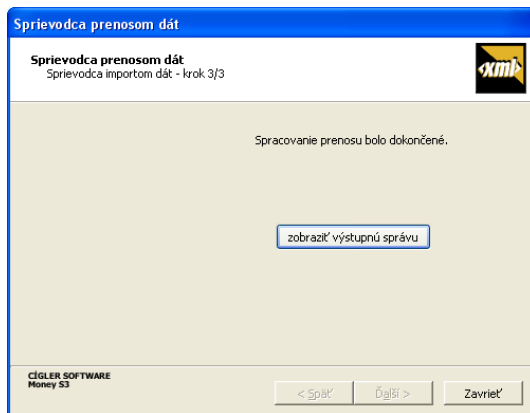 Sprievodca prenosom dát
Sprievodca prenosom dát
Sprievodca importom dát - krok 3/3
<xml>
Spracovanie prenosu bolo dokončené.
zobraziť výstupnú správu
CÍGLER SOFTWARE
Money S3
< Späť Ďalší > Zavrieť